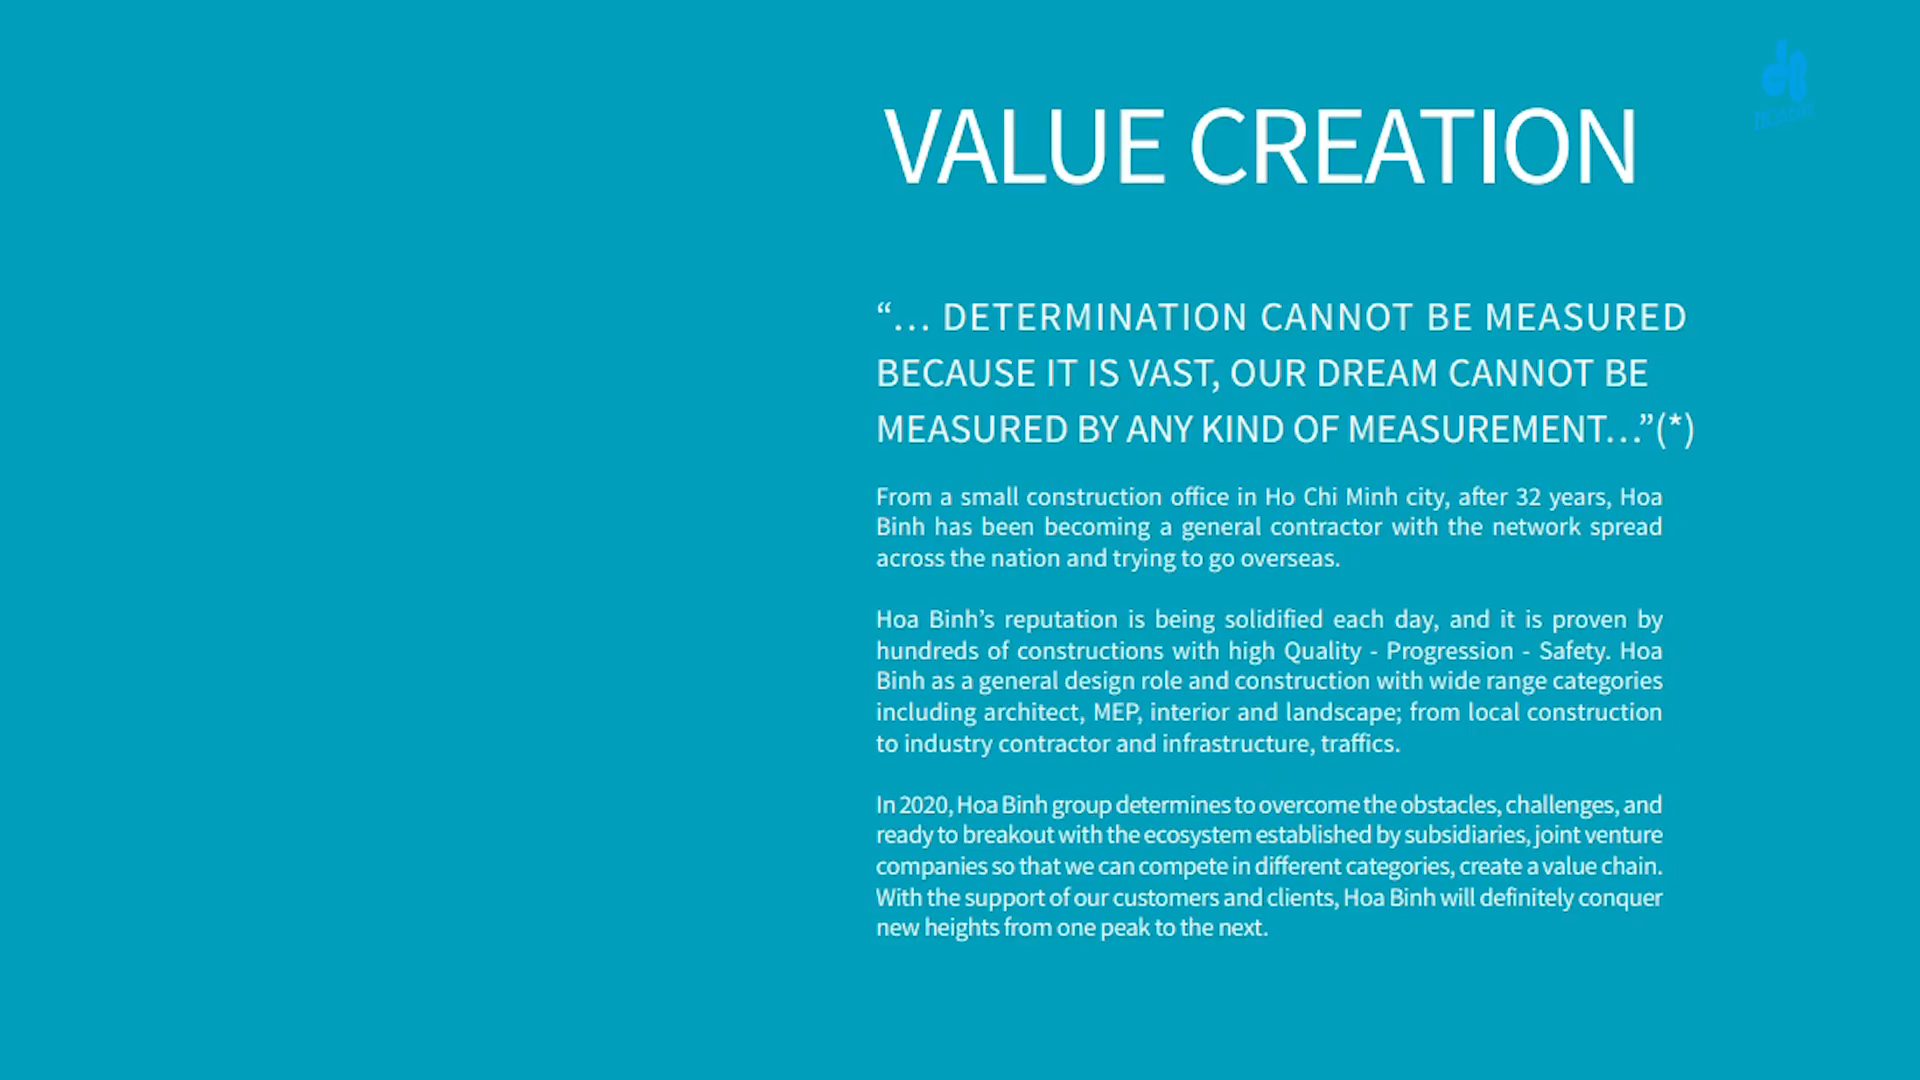 VALUE CREATION
“… DETERMINATION CANNOT BE MEASURED
BECAUSE IT IS VAST, OUR DREAM CANNOT BE
MEASURED BY ANY KIND OF MEASUREMENT…”(*)
From a small construction office in Ho Chi Minh city, after 32 years, Hoa
Binh has been becoming a general contractor with the network spread
across the nation and trying to go overseas.
Hoa Binh’s reputation is being solidified each day, and it is proven by
hundreds of constructions with high Quality - Progression - Safety. Hoa
Binh as a general design role and construction with wide range categories
including architect, MEP, interior and landscape; from local construction
to industry contractor and infrastructure, traffics.
In 2020, Hoa Binh group determines to overcome the obstacles, challenges, and
ready to breakout with the ecosystem established by subsidiaries, joint venture
companies so that we can compete in different categories, create a value chain.
With the support of our customers and clients, Hoa Binh will definitely conquer
new heights from one peak to the next.